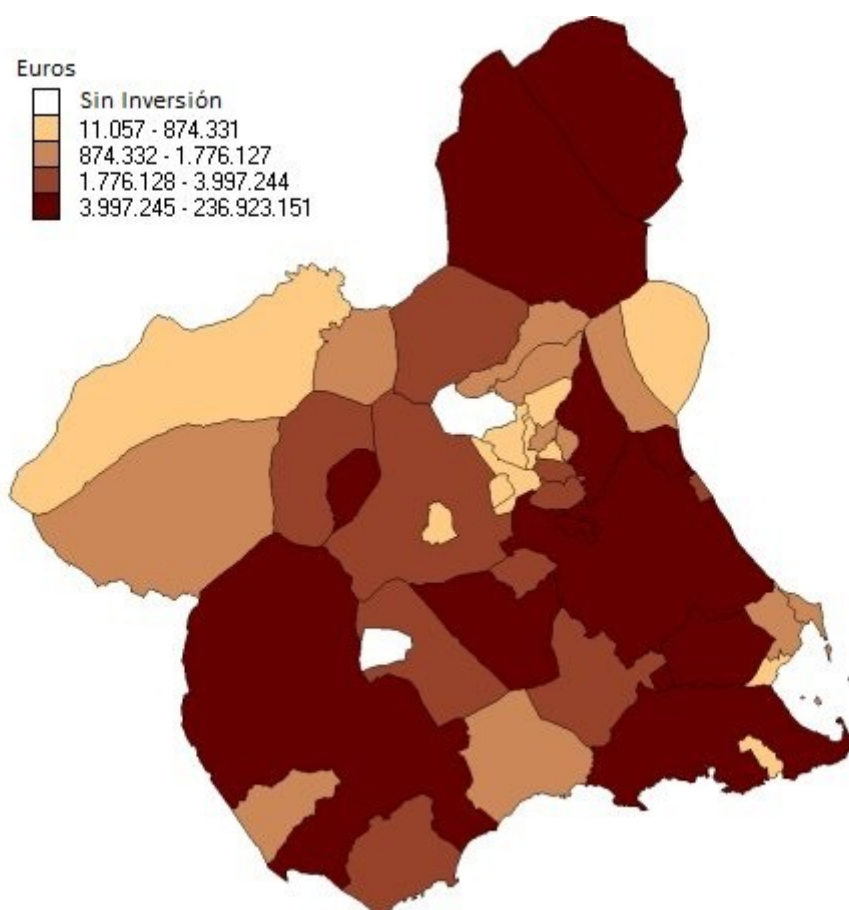 Euros
Sin Inversión
11.057 - 874.331
874.332 - 1.776.127
1.776.128 - 3.997.244
3.997.245 - 236.923.151